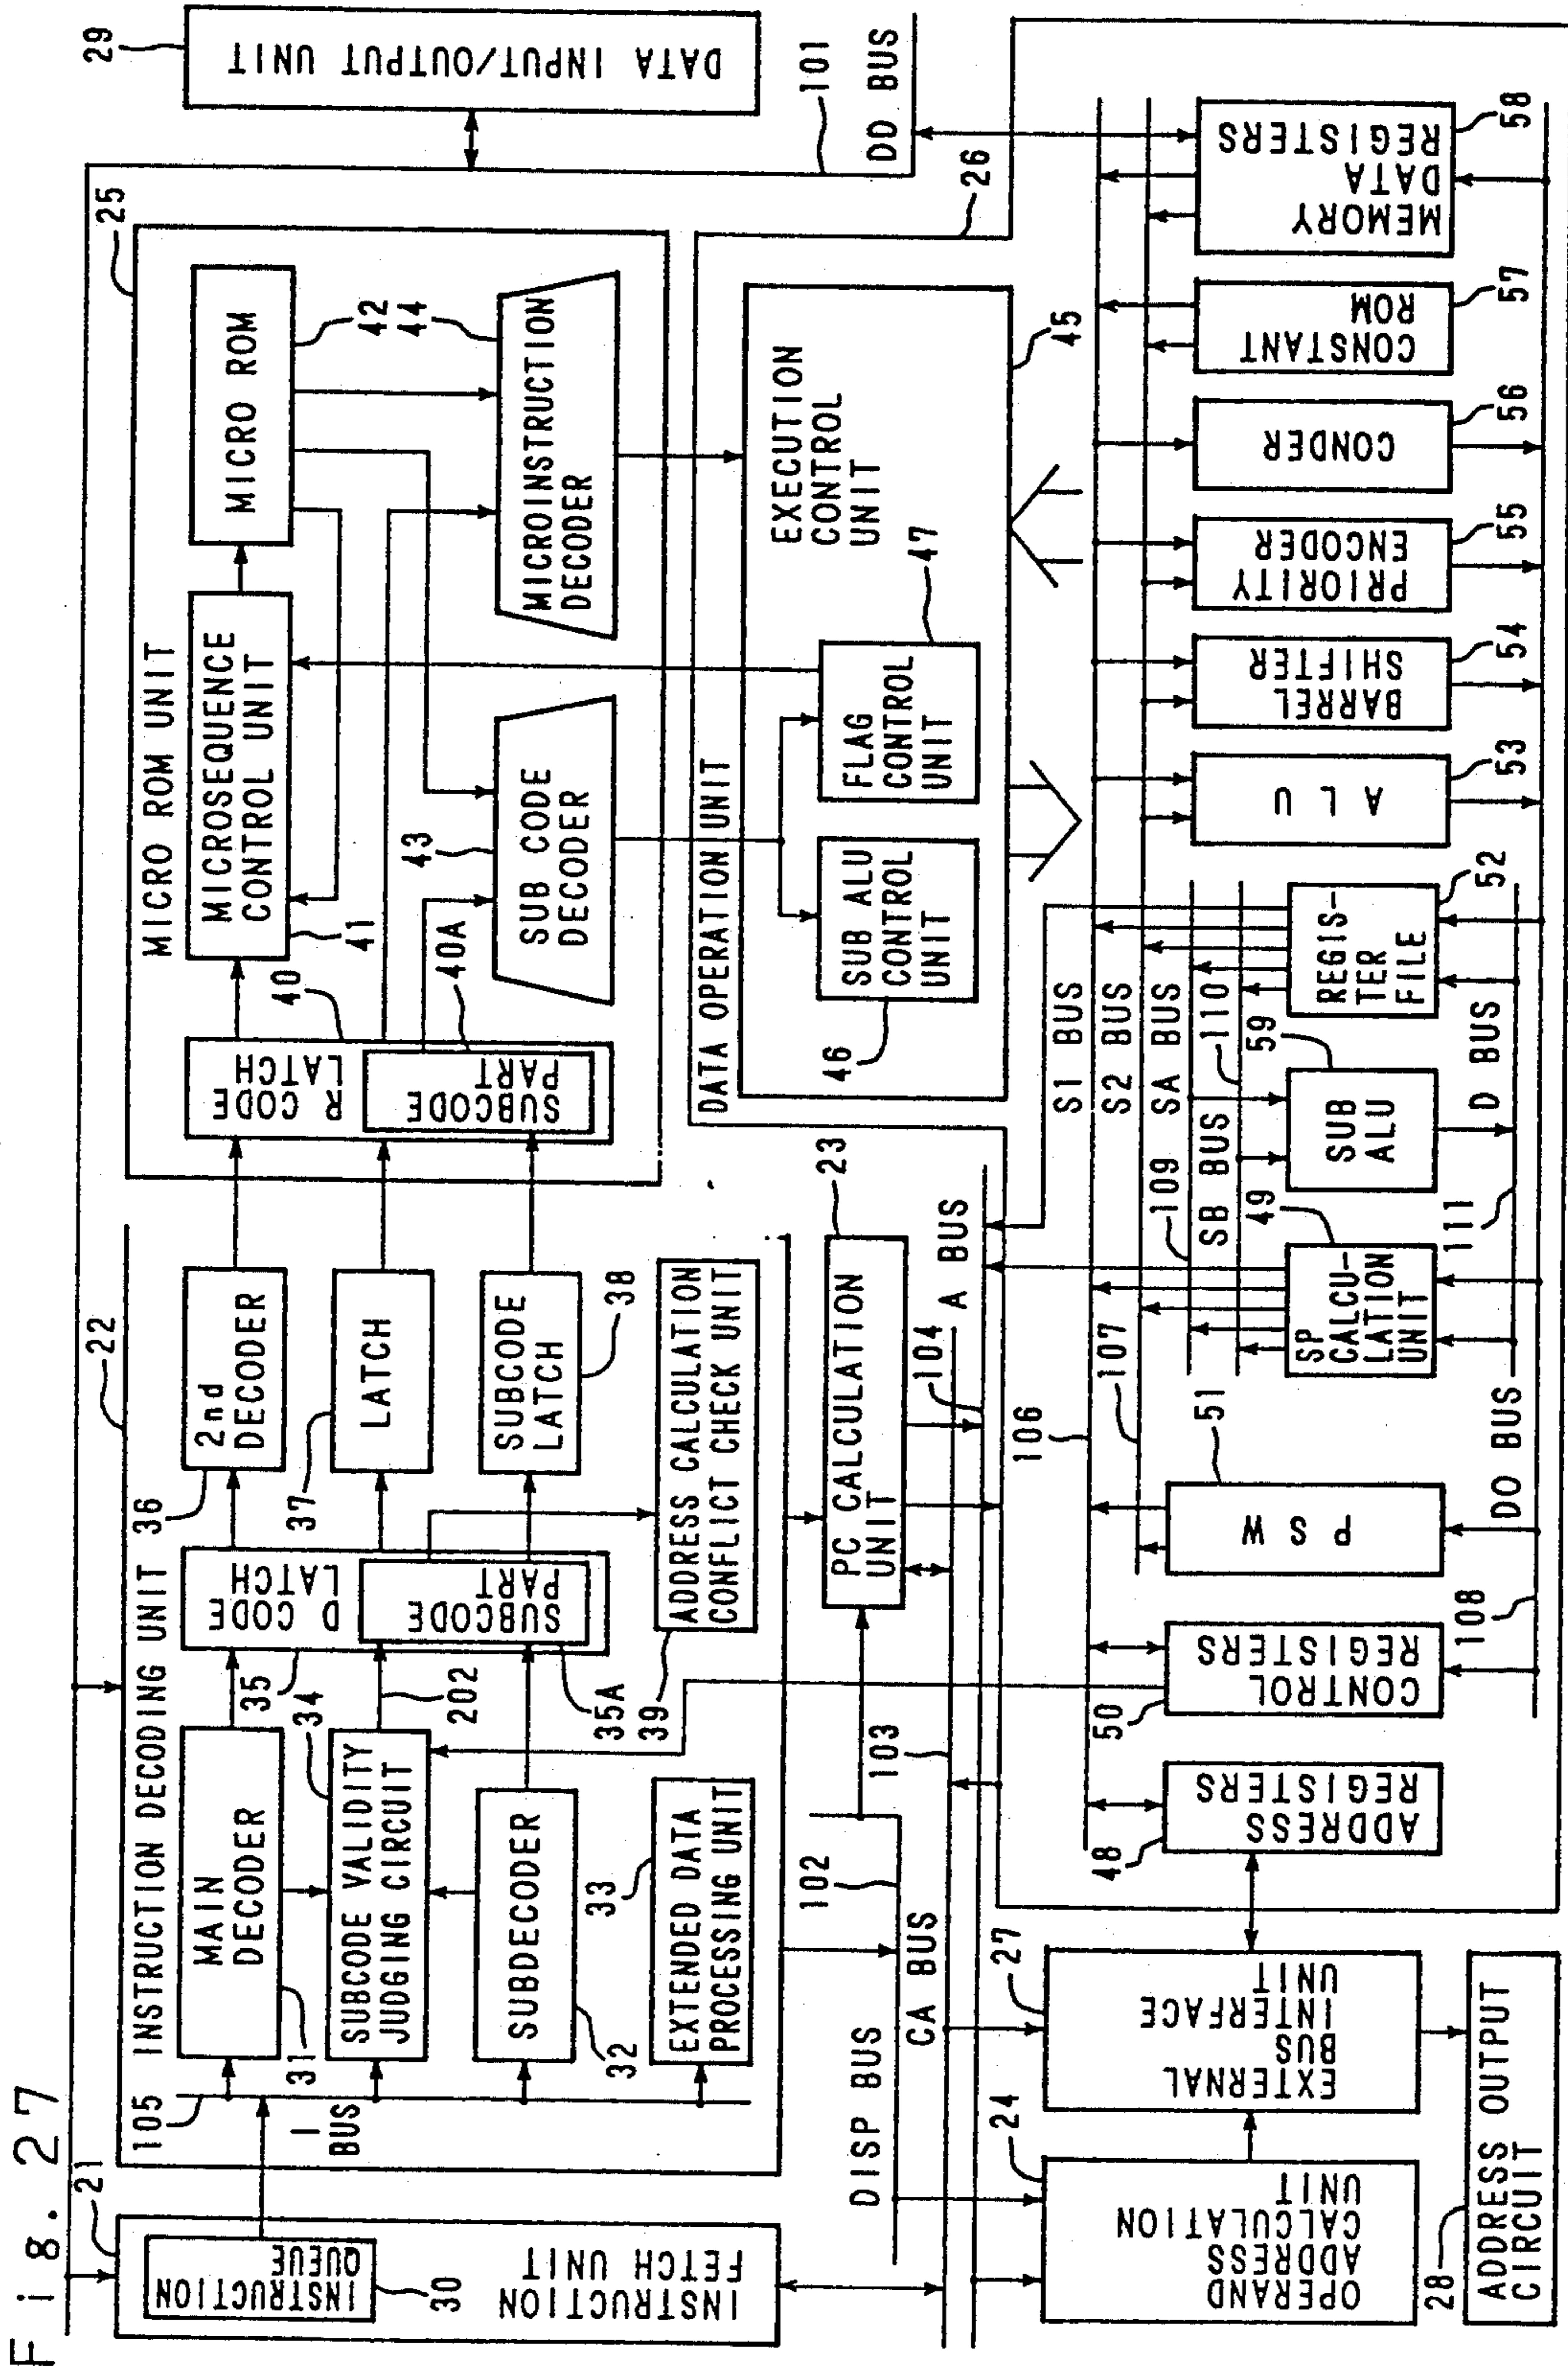 Fig. 27
21
INSTRUCTION
QUEUE
30
INSTRUCTION
FETCH UNIT
105
I
BUS
INSTRUCTION DECODING UNIT
22
MAIN
DECODER
31
SUBCODE VALIDITY
JUDGING CIRCUIT
34
SUBDECODER
32
EXTENDED DATA
PROCESSING UNIT
33
D CODE
LATCH
35
SUBCODE
PART
35A
202
2nd
DECODER
36
LATCH
37
SUBCODE
LATCH
38
ADDRESS CALCULATION
CONFLICT CHECK UNIT
39
MICRO ROM UNIT
25
R CODE
LATCH
40
SUBCODE
PART
40A
MICROSEQUENCE
CONTROL UNIT
41
MICRO ROM
42
SUB CODE
DECODER
43
MICROINSTRUCTION
DECODER
44
DATA INPUT/OUTPUT UNIT
29
101
DD BUS
DATA OPERATION UNIT
26
EXECUTION
CONTROL
UNIT
45
SUB ALU
CONTROL
UNIT
46
FLAG
CONTROL
UNIT
47
PC CALCULATION
UNIT
23
DISP BUS
102
CA BUS
103
A BUS
104
OPERAND
ADDRESS
CALCULATION
UNIT
24
EXTERNAL
BUS
INTERFACE
UNIT
27
ADDRESS OUTPUT
CIRCUIT
28
S1 BUS
106
S2 BUS
107
SA BUS
109
SB BUS
110
D BUS
111
DO BUS
108
ADDRESS
REGISTERS
48
CONTROL
REGISTERS
50
PSW
51
SP
CALCU-
LATION
UNIT
49
SUB
ALU
59
REGIS-
TER
FILE
52
ALU
53
BARREL
SHIFTER
54
PRIORITY
ENCODER
55
CONDER
56
CONSTANT
ROM
57
MEMORY
DATA
REGISTERS
58